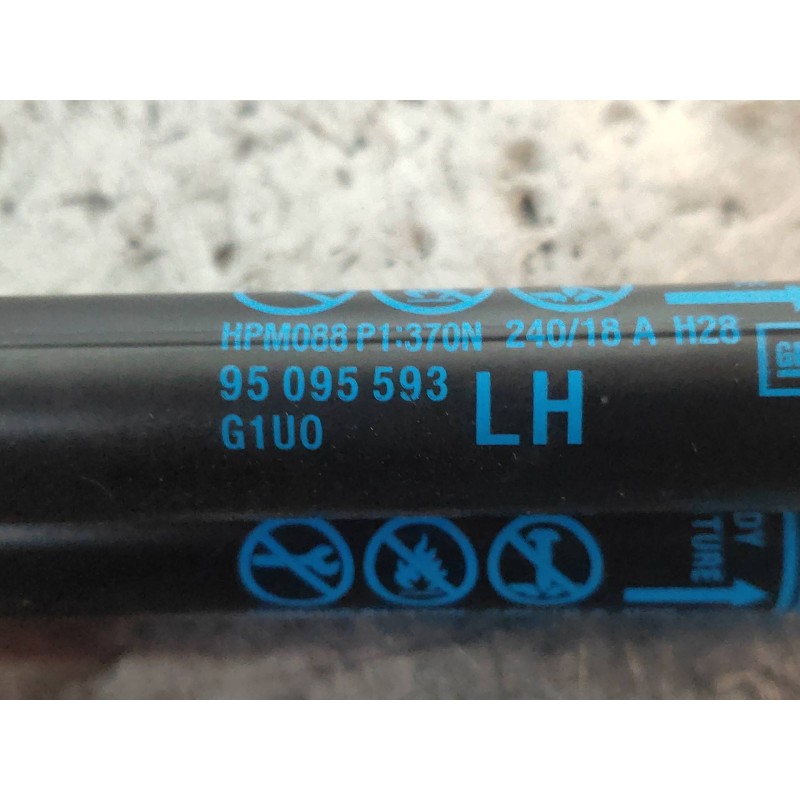 HPM088 P1:370N 240/18 A H28
95 095 593 LH
G1U0